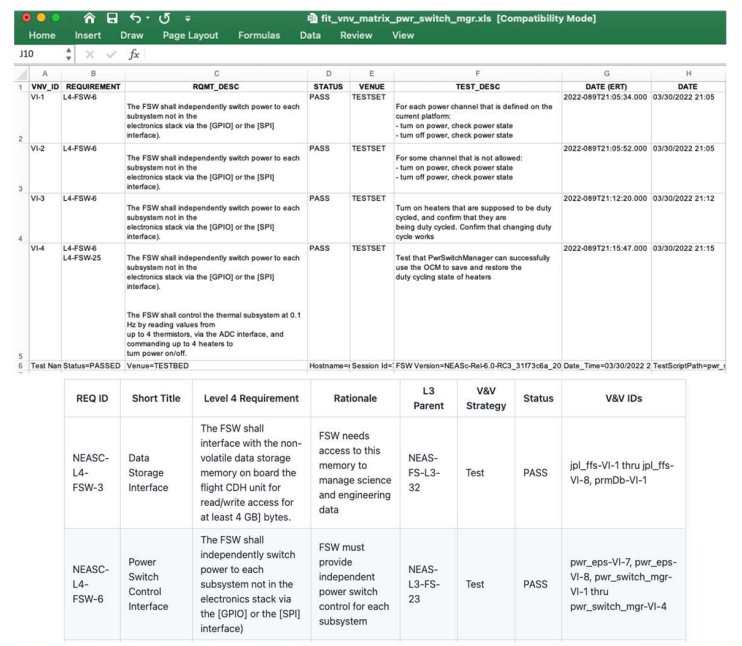 fit_vnv_matrix_pwr_switch_mgr.xls [Compatibility Mode]
Home Insert Draw Page Layout Formulas Data Review View
J10 fx
A B C D E F G H
1 VNV_ID REQUIREMENT RQMT_DESC STATUS VENUE TEST_DESC DATE (ERT) DATE
VI-1 L4-FSW-6 PASS TESTSET 2022-089T21:05:34.000 03/30/2022 21:05
The FSW shall independently switch power to each
subsystem not in the
electronics stack via the [GPIO] or the [SPI]
interface).
For each power channel that is defined on the
current platform:
- turn on power, check power state
- turn off power, check power state
2
VI-2 L4-FSW-6 PASS TESTSET 2022-089T21:05:52.000 03/30/2022 21:05
The FSW shall independently switch power to each
subsystem not in the
electronics stack via the [GPIO] or the [SPI]
interface).
For some channel that is not allowed:
- turn on power, check power state
- turn off power, check power state
3
VI-3 L4-FSW-6 PASS TESTSET 2022-089T21:12:20.000 03/30/2022 21:12
The FSW shall independently switch power to each
subsystem not in the
electronics stack via the [GPIO] or the [SPI]
interface).
Turn on heaters that are supposed to be duty
cycled, and confirm that they are
being duty cycled. Confirm that changing duty
cycle works
4
VI-4 L4-FSW-6 PASS TESTSET 2022-089T21:15:47.000 03/30/2022 21:15
L4-FSW-25
The FSW shall independently switch power to each
subsystem not in the
electronics stack via the [GPIO] or the [SPI]
interface).
Test that PwrSwitchManager can successfully
use the OCM to save and restore the
duty cycling state of heaters
The FSW shall control the thermal subsystem at 0.1
Hz by reading values from
up to 4 thermistors, via the ADC interface, and
commanding up to 4 heaters to
turn power on/off.
5
6 Test Nan Status=PASSED Venue=TESTBED Hostname= Session Id= FSW Version=NEASc-Rel-6.0-RC3_31f73c6a_20 Date_Time=03/30/2022 2 TestScriptPath=pwr_s
REQ ID Short Title Level 4 Requirement Rationale L3 Parent V&V Strategy Status V&V IDs
NEASC-
L4-
FSW-3
Data
Storage
Interface
The FSW shall
interface with the non-
volatile data storage
memory on board the
flight CDH unit for
read/write access for
at least 4 GB] bytes.
FSW needs
access to this
memory to
manage science
and engineering
data
NEAS-
FS-L3-
32
Test
PASS
jpl_ffs-VI-1 thru jpl_ffs-
VI-8, prmDb-VI-1
NEASC-
L4-
FSW-6
Power
Switch
Control
Interface
The FSW shall
independently switch
power to each
subsystem not in the
electronics stack via
the [GPIO] or the [SPI]
interface)
FSW must
provide
independent
power switch
control for each
subsystem
NEAS-
L3-FS-
23
Test
PASS
pwr_eps-VI-7, pwr_eps-
VI-8, pwr_switch_mgr-
VI-1 thru
pwr_switch_mgr-VI-4